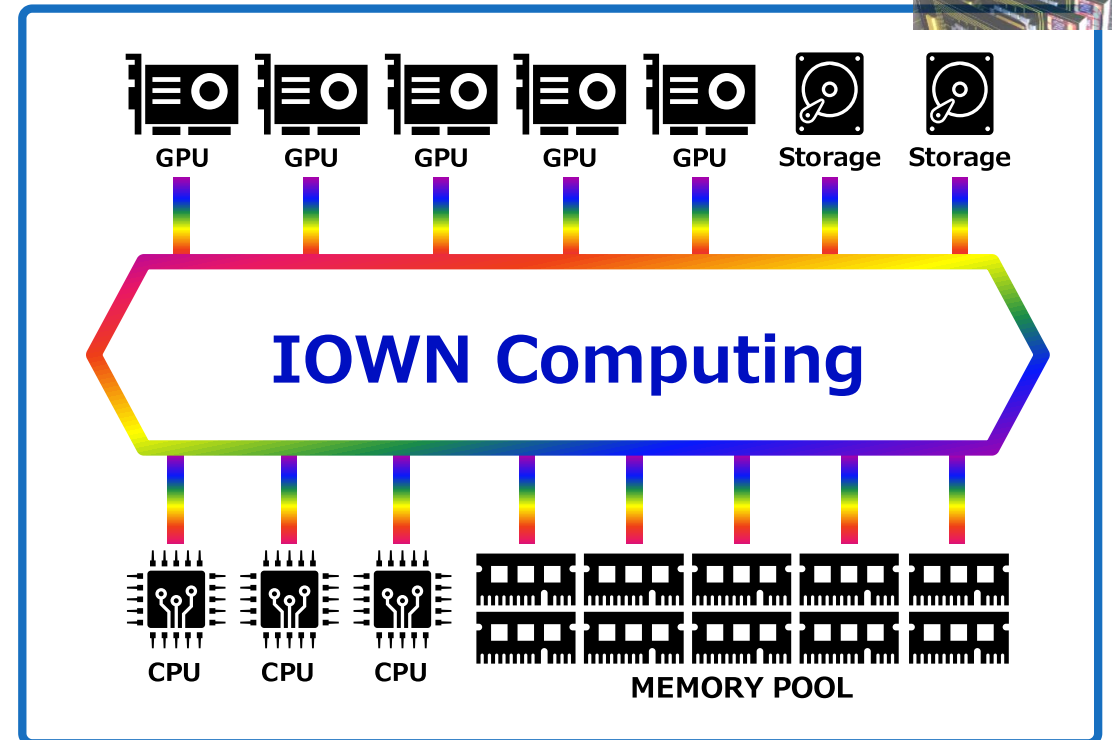 GPU GPU GPU GPU GPU Storage Storage
IOWN Computing
CPU CPU CPU
MEMORY POOL